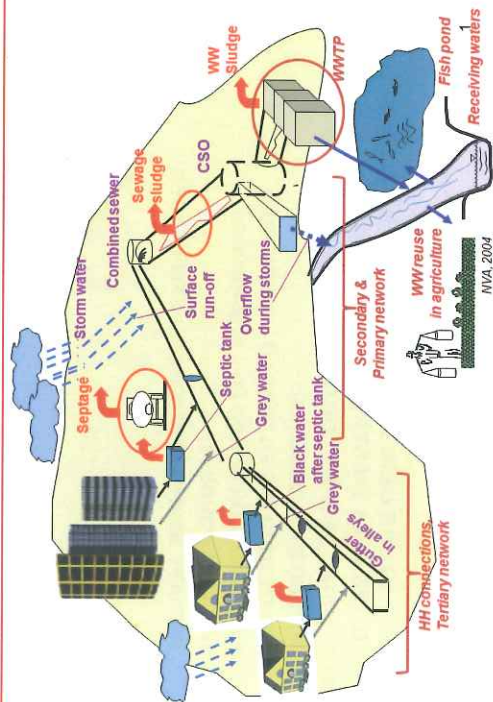 Storm water
Combined sewer
Septage
Sewage
sludge
CSO
WW
Sludge
WWTP
Surface
run-off
Septic tank
Grey water
Overflow
during storms
Black water
after septic tank
Grey water
Gutter
in alleys
Secondary &
Primary network
HH connections,
Tertiary network
WW reuse
in agriculture
Fish pond
Receiving waters
NVA, 2004
1